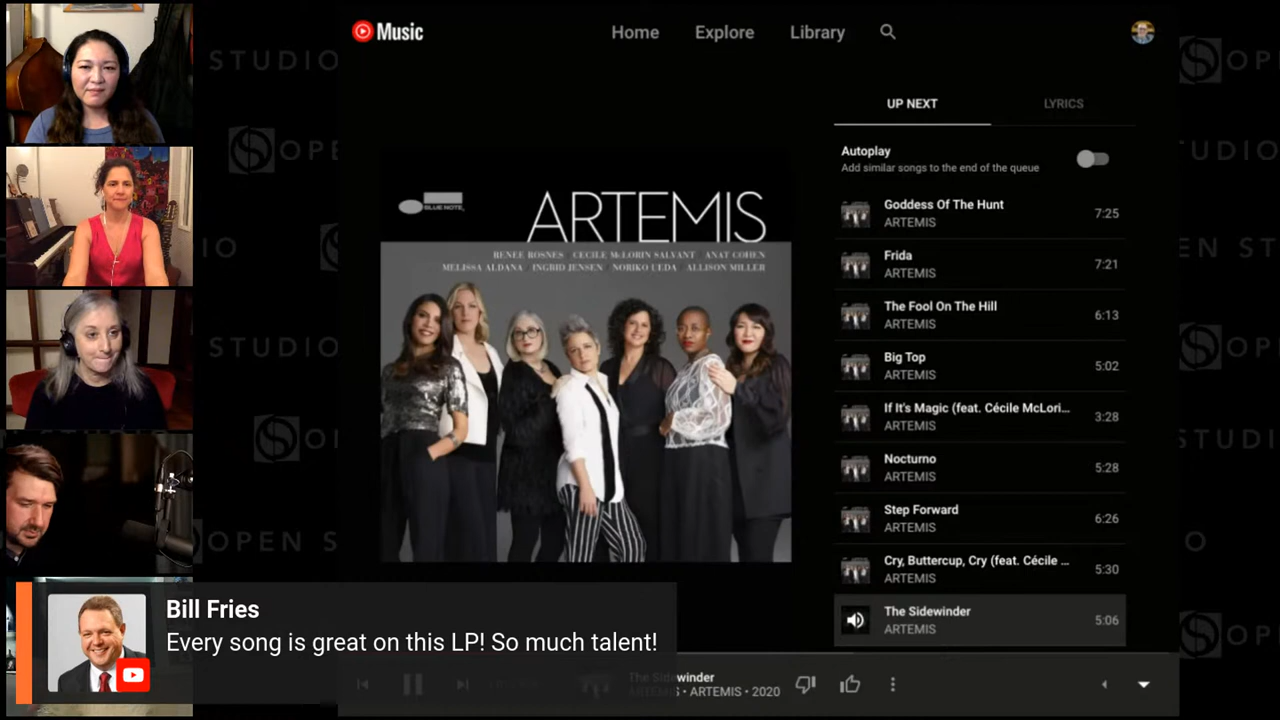 Music
Home
Explore
Library
UP NEXT
LYRICS
Autoplay
Add similar songs to the end of the queue
BLUE NOTE
ARTEMIS
RENEE ROSNES / CECILE McLORIN SALVANT / ANAT COHEN
MELISSA ALDANA / INGRID JENSEN / NORIKO UEDA / ALLISON MILLER
Goddess Of The Hunt
ARTEMIS
7:25
Frida
ARTEMIS
7:21
The Fool On The Hill
ARTEMIS
6:13
Big Top
ARTEMIS
5:02
If It's Magic (feat. Cécile McLori...
ARTEMIS
3:28
Nocturno
ARTEMIS
5:28
Step Forward
ARTEMIS
6:26
Cry, Buttercup, Cry (feat. Cécile ...
ARTEMIS
5:30
The Sidewinder
ARTEMIS
5:06
Bill Fries
Every song is great on this LP! So much talent!
The Sidewinder
ARTEMIS • ARTEMIS • 2020
STUDIO
OPEN STUDIO